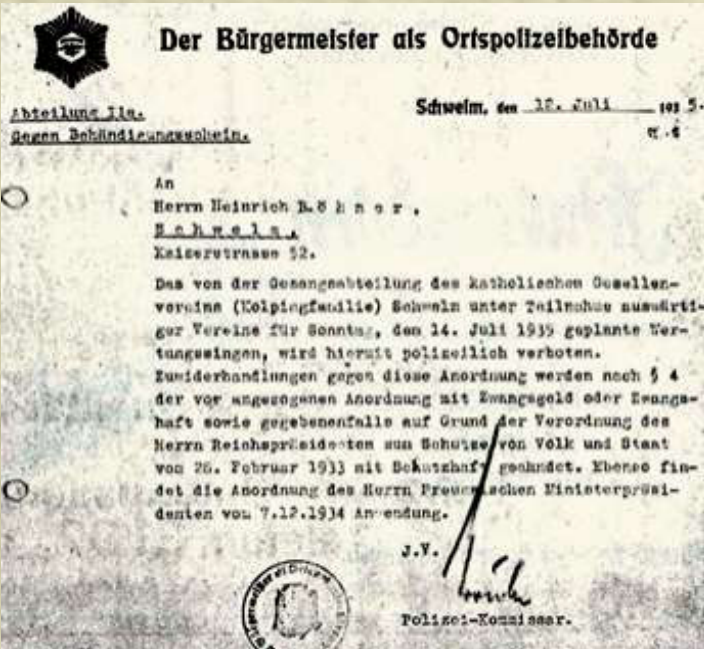 Der Bürgermeister als Ortspolizeibehörde
Abteilung IIa.
Schwelm, den 12. Juli 1935.
Gegen Behändigungsschein.
An
Herrn Heinrich B ö h n e r ,
S c h w e l m ,
Kaiserstrasse 52.
Das von der Gesangsabteilung des katholischen Gesellen-
vereins (Kolpingfamilie) Schwelm unter Teilnahme auswärti-
ger Vereine für Sonntag, den 14. Juli 1935 geplante Wer-
tungssingen, wird hiermit polizeilich verboten.
Zuwiderhandlungen gegen diese Anordnung werden nach § 4
der vor angezogenen Anordnung mit Zwangsgeld oder Zwangs-
haft sowie gegebenenfalls auf Grund der Verordnung des
Herrn Reichspräsidenten zum Schutze von Volk und Staat
von 28. Februar 1933 mit Schutzhaft geahndet. Ebenso fin-
det die Anordnung des Herrn Preussischen Ministerpräsi-
denten vom 7.12.1934 Anwendung.
J.V.
Polizei-Kommissar.